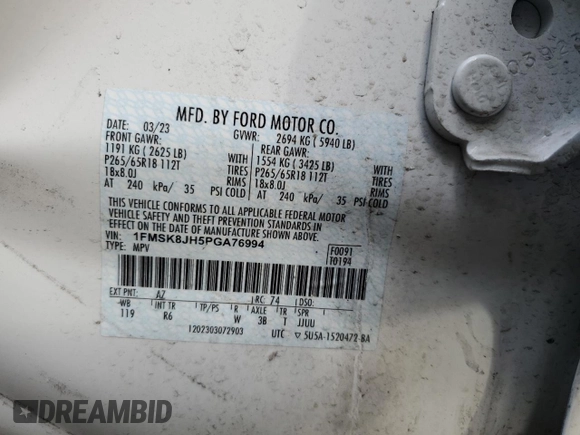 MFD. BY FORD MOTOR CO.
DATE: 03/23 GVWR: 2694 KG ( 5940 LB)
FRONT GAWR: REAR GAWR:
1191 KG ( 2625 LB) WITH 1554 KG ( 3425 LB) WITH
P265/65R18 112T TIRES P265/65R18 112T TIRES
18x8.0J RIMS 18x8.0J RIMS
AT 240 kPa/ 35 PSI COLD AT 240 kPa/ 35 PSI COLD
THIS VEHICLE CONFORMS TO ALL APPLICABLE FEDERAL MOTOR
VEHICLE SAFETY AND THEFT PREVENTION STANDARDS IN
EFFECT ON THE DATE OF MANUFACTURE SHOWN ABOVE.
VIN: 1FMSK8JH5PGA76994 F0091
TYPE: MPV T0194
EXT PNT: AZ RC: 74 DSO:
WB INT TR TP/PS R AXLE TR SPR
119 R6 W 3B T JJUU
1202303072903 UTC ▽ 5U5A-1520472-BA
DREAMBID